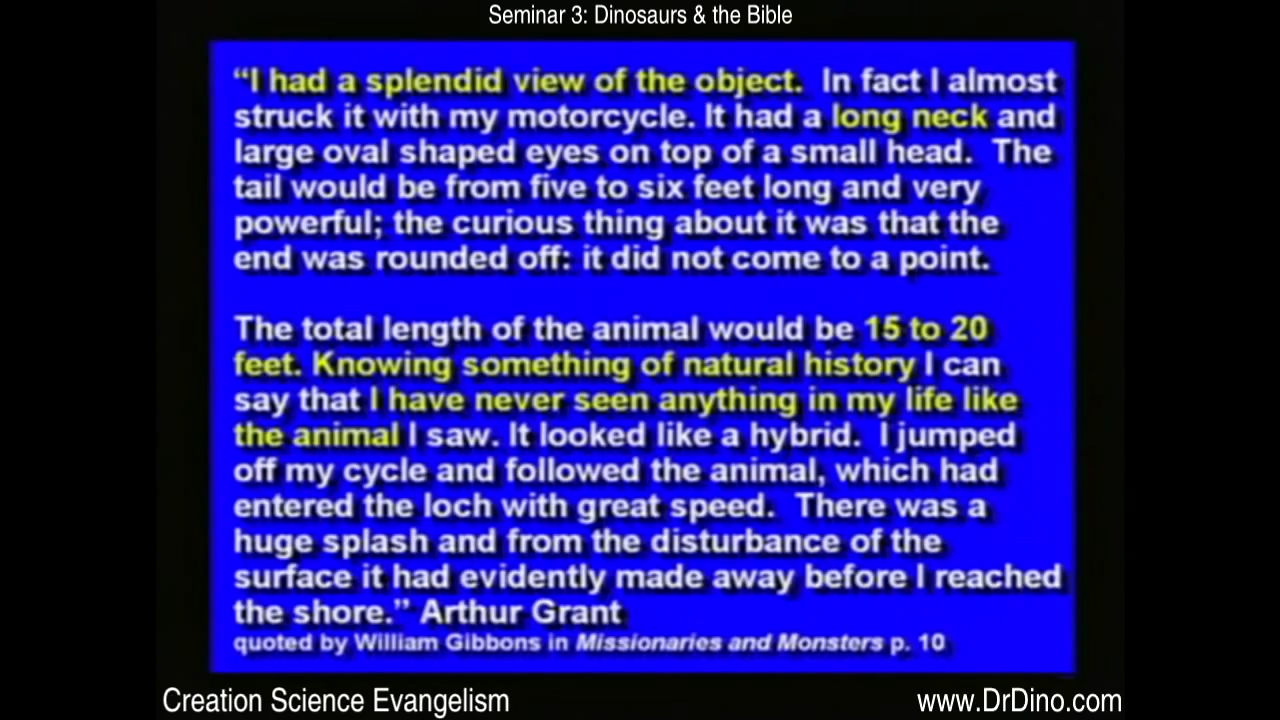 Seminar 3: Dinosaurs & the Bible
“I had a splendid view of the object. In fact I almost
struck it with my motorcycle. It had a long neck and
large oval shaped eyes on top of a small head. The
tail would be from five to six feet long and very
powerful; the curious thing about it was that the
end was rounded off: it did not come to a point.
The total length of the animal would be 15 to 20
feet. Knowing something of natural history I can
say that I have never seen anything in my life like
the animal I saw. It looked like a hybrid. I jumped
off my cycle and followed the animal, which had
entered the loch with great speed. There was a
huge splash and from the disturbance of the
surface it had evidently made away before I reached
the shore.” Arthur Grant
quoted by William Gibbons in Missionaries and Monsters p. 10
Creation Science Evangelism
www.DrDino.com